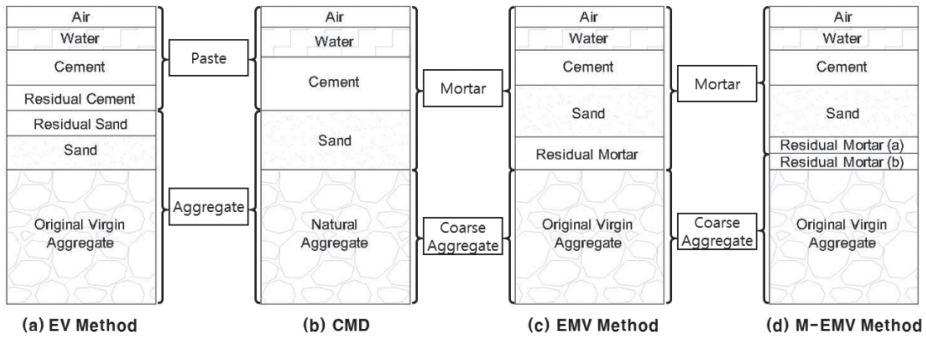 Air
Water
Cement
Residual Cement
Residual Sand
Sand
Original Virgin
Aggregate
(a) EV Method
Paste
Aggregate
Air
Water
Cement
Sand
Natural
Aggregate
(b) CMD
Mortar
Coarse
Aggregate
Air
Water
Cement
Sand
Residual Mortar
Original Virgin
Aggregate
(c) EMV Method
Mortar
Coarse
Aggregate
Air
Water
Cement
Sand
Residual Mortar (a)
Residual Mortar (b)
Original Virgin
Aggregate
(d) M-EMV Method